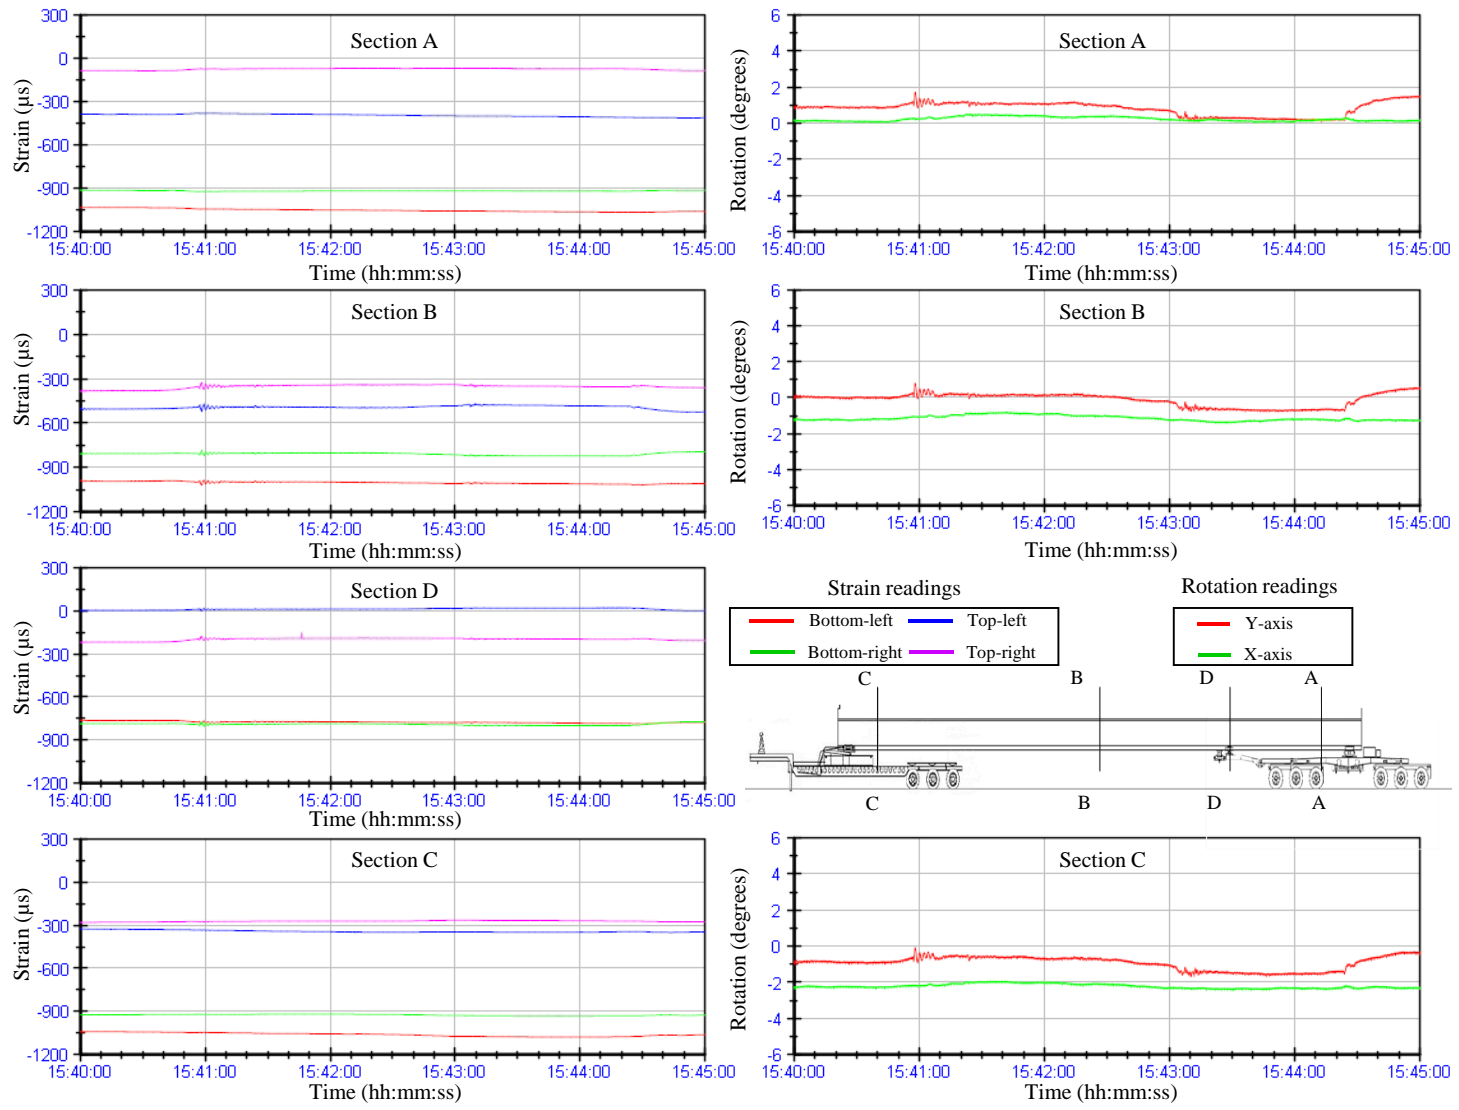 300
0
-300
-600
-900
-1200
Strain (µs)
Section A
15:40:00 15:41:00 15:42:00 15:43:00 15:44:00 15:45:00
Time (hh:mm:ss)
6
4
2
0
-2
-4
-6
Rotation (degrees)
Section A
15:40:00 15:41:00 15:42:00 15:43:00 15:44:00 15:45:00
Time (hh:mm:ss)
300
0
-300
-600
-900
-1200
Strain (µs)
Section B
15:40:00 15:41:00 15:42:00 15:43:00 15:44:00 15:45:00
Time (hh:mm:ss)
6
4
2
0
-2
-4
-6
Rotation (degrees)
Section B
15:40:00 15:41:00 15:42:00 15:43:00 15:44:00 15:45:00
Time (hh:mm:ss)
300
0
-300
-600
-900
-1200
Strain (µs)
Section D
15:40:00 15:41:00 15:42:00 15:43:00 15:44:00 15:45:00
Time (hh:mm:ss)
Strain readings
Bottom-left Top-left
Bottom-right Top-right
Rotation readings
Y-axis
X-axis
C B D A
C B D A
300
0
-300
-600
-900
-1200
Strain (µs)
Section C
15:40:00 15:41:00 15:42:00 15:43:00 15:44:00 15:45:00
Time (hh:mm:ss)
6
4
2
0
-2
-4
-6
Rotation (degrees)
Section C
15:40:00 15:41:00 15:42:00 15:43:00 15:44:00 15:45:00
Time (hh:mm:ss)